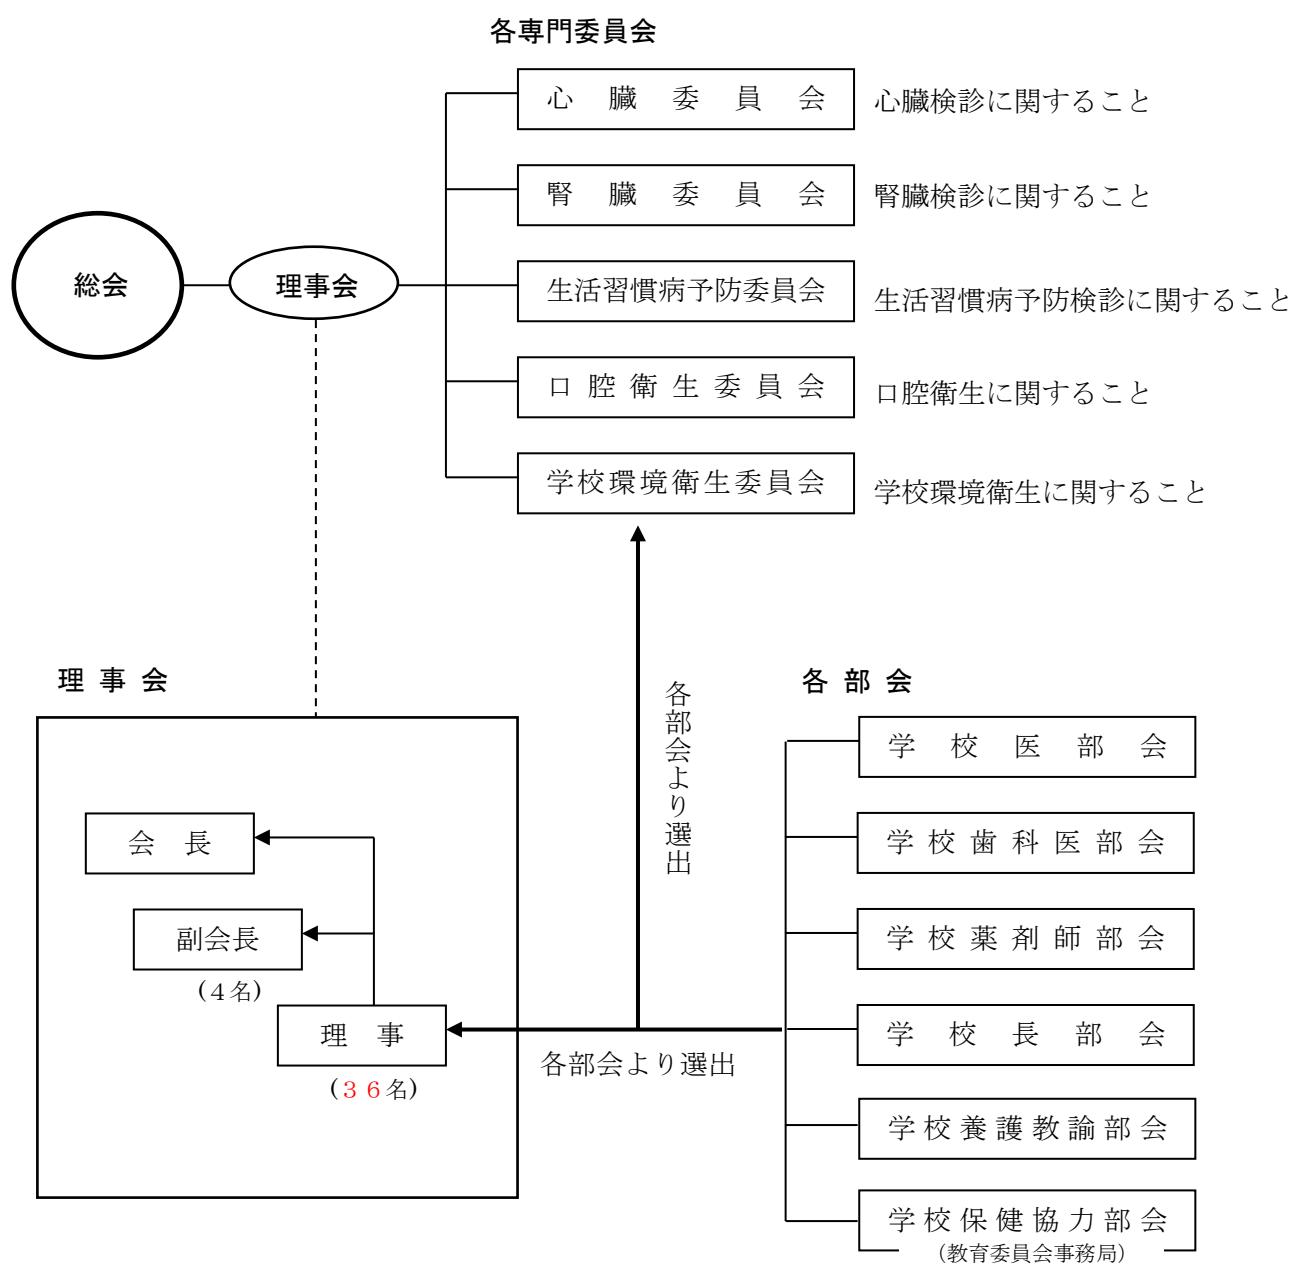 各専門委員会
心臓委員会
心臓検診に関すること
腎臓委員会
腎臓検診に関すること
総会
理事会
生活習慣病予防委員会
生活習慣病予防検診に関すること
口腔衛生委員会
口腔衛生に関すること
学校環境衛生委員会
学校環境衛生に関すること
理事会
会長
副会長
(４名)
理事
(３６名)
各部会より選出
各部会より選出
各部会
学校医部会
学校歯科医部会
学校薬剤師部会
学校長部会
学校養護教諭部会
学校保健協力部会
（教育委員会事務局）